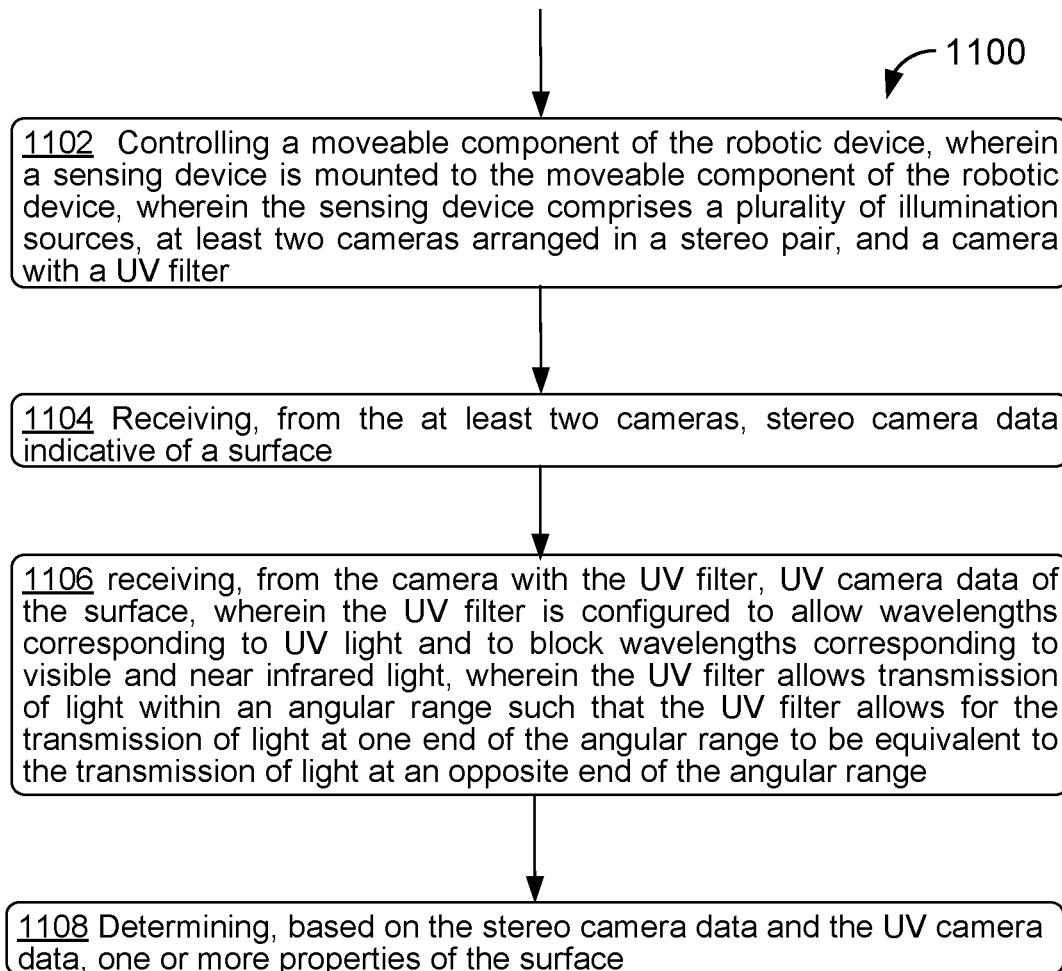 1100
1102 Controlling a moveable component of the robotic device, wherein
a sensing device is mounted to the moveable component of the robotic
device, wherein the sensing device comprises a plurality of illumination
sources, at least two cameras arranged in a stereo pair, and a camera
with a UV filter
1104 Receiving, from the at least two cameras, stereo camera data
indicative of a surface
1106 receiving, from the camera with the UV filter, UV camera data of
the surface, wherein the UV filter is configured to allow wavelengths
corresponding to UV light and to block wavelengths corresponding to
visible and near infrared light, wherein the UV filter allows transmission
of light within an angular range such that the UV filter allows for the
transmission of light at one end of the angular range to be equivalent to
the transmission of light at an opposite end of the angular range
1108 Determining, based on the stereo camera data and the UV camera
data, one or more properties of the surface